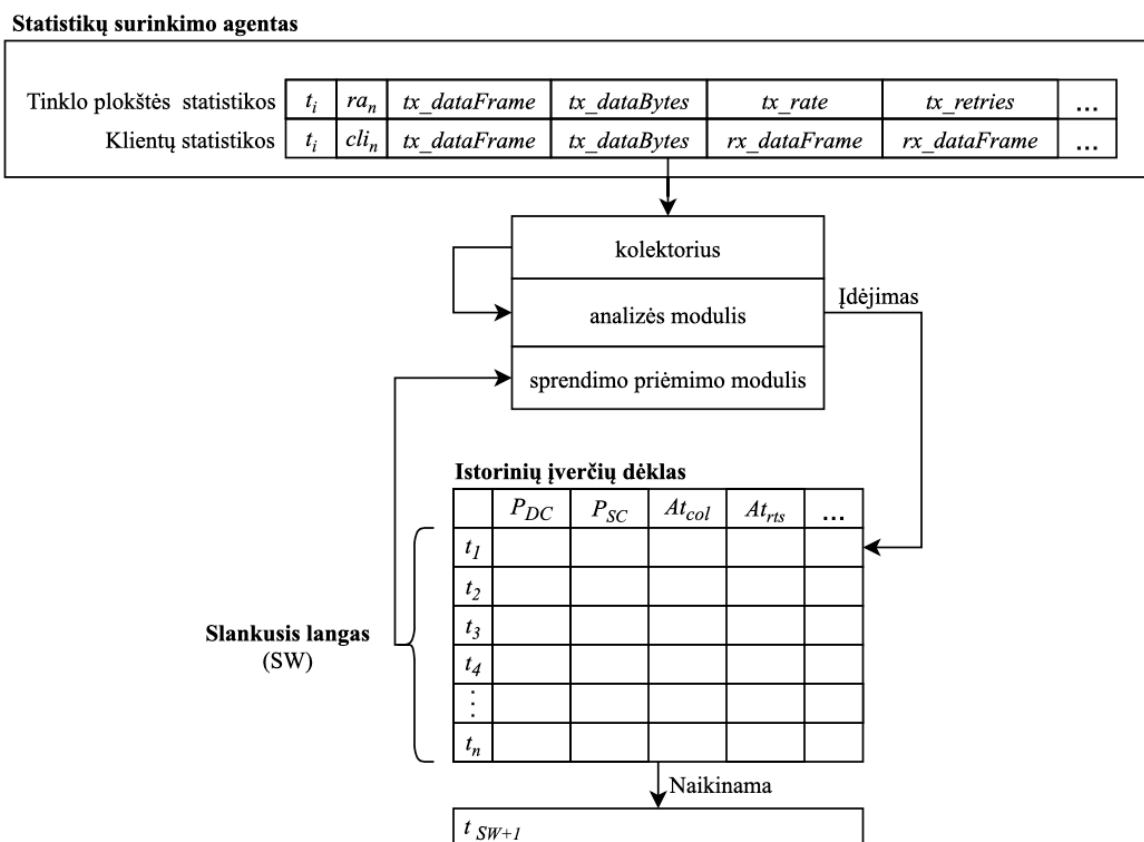 Statistikų surinkimo agentas
Tinklo plokštės statistikos t_i ra_n tx_dataFrame tx_dataBytes tx_rate tx_retries ...
Klientų statistikos t_i cli_n tx_dataFrame tx_dataBytes rx_dataFrame rx_dataFrame ...
kolektorius
analizės modulis
Įdėjimas
sprendimo priėmimo modulis
Istorinių įverčių dėklas
P_DC P_SC At_col At_rts ...
t_1
t_2
t_3
Slankusis langas
(SW)
t_4
⋮
t_n
Naikinama
t_SW+1